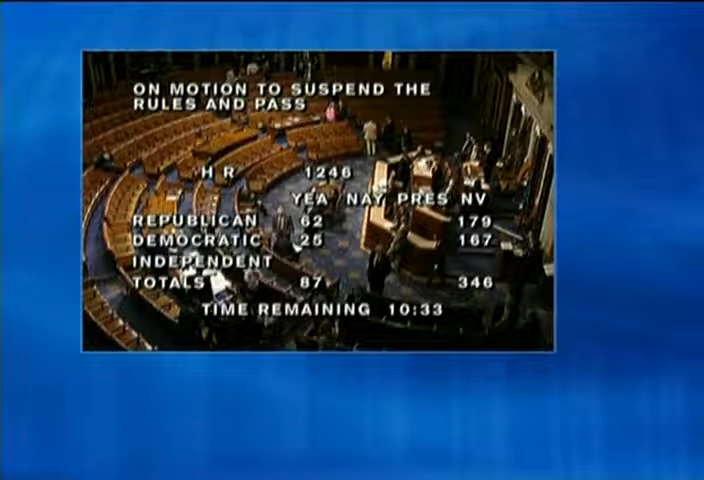 ON MOTION TO SUSPEND THE
RULES AND PASS
H R 1246
YEA NAY PRES NV
REPUBLICAN 62 179
DEMOCRATIC 25 167
INDEPENDENT
TOTALS 87 346
TIME REMAINING 10:33